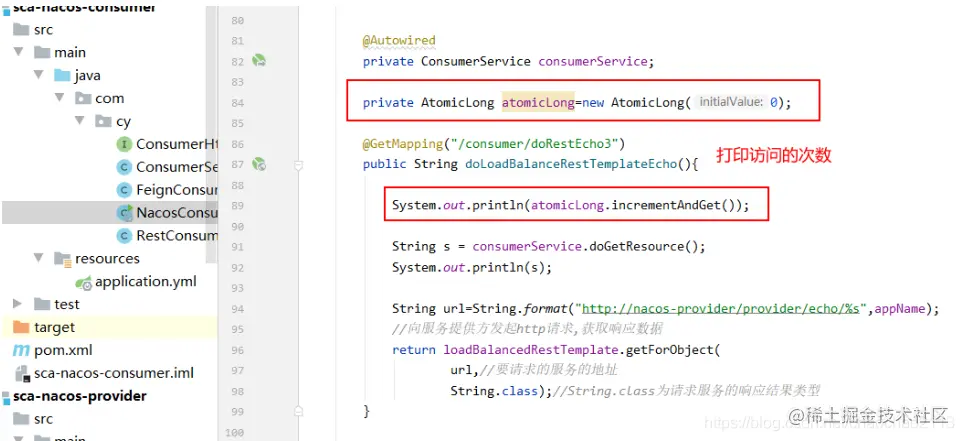 sca-nacos-consumer
src
main
java
com
cy
ConsumerHt
ConsumerSe
FeignConsur
NacosConsu
RestConsum
resources
application.yml
test
target
pom.xml
sca-nacos-consumer.iml
sca-nacos-provider
src
main
80
81 @Autowired
82 private ConsumerService consumerService;
83
84 private AtomicLong atomicLong=new AtomicLong( initialValue: 0);
85
86 @GetMapping("/consumer/doRestEcho3")
87 public String doLoadBalanceRestTemplateEcho(){
打印访问的次数
88
89 System.out.println(atomicLong.incrementAndGet());
90
91 String s = consumerService.doGetResource();
92 System.out.println(s);
93
94 String url=String.format("http://nacos-provider/provider/echo/%s",appName);
95 //向服务提供方发起http请求,获取响应数据
96 return loadBalancedRestTemplate.getForObject(
97 url,//要请求的服务的地址
98 String.class);//String.class为请求服务的响应结果类型
99 }
100
@稀土掘金技术社区